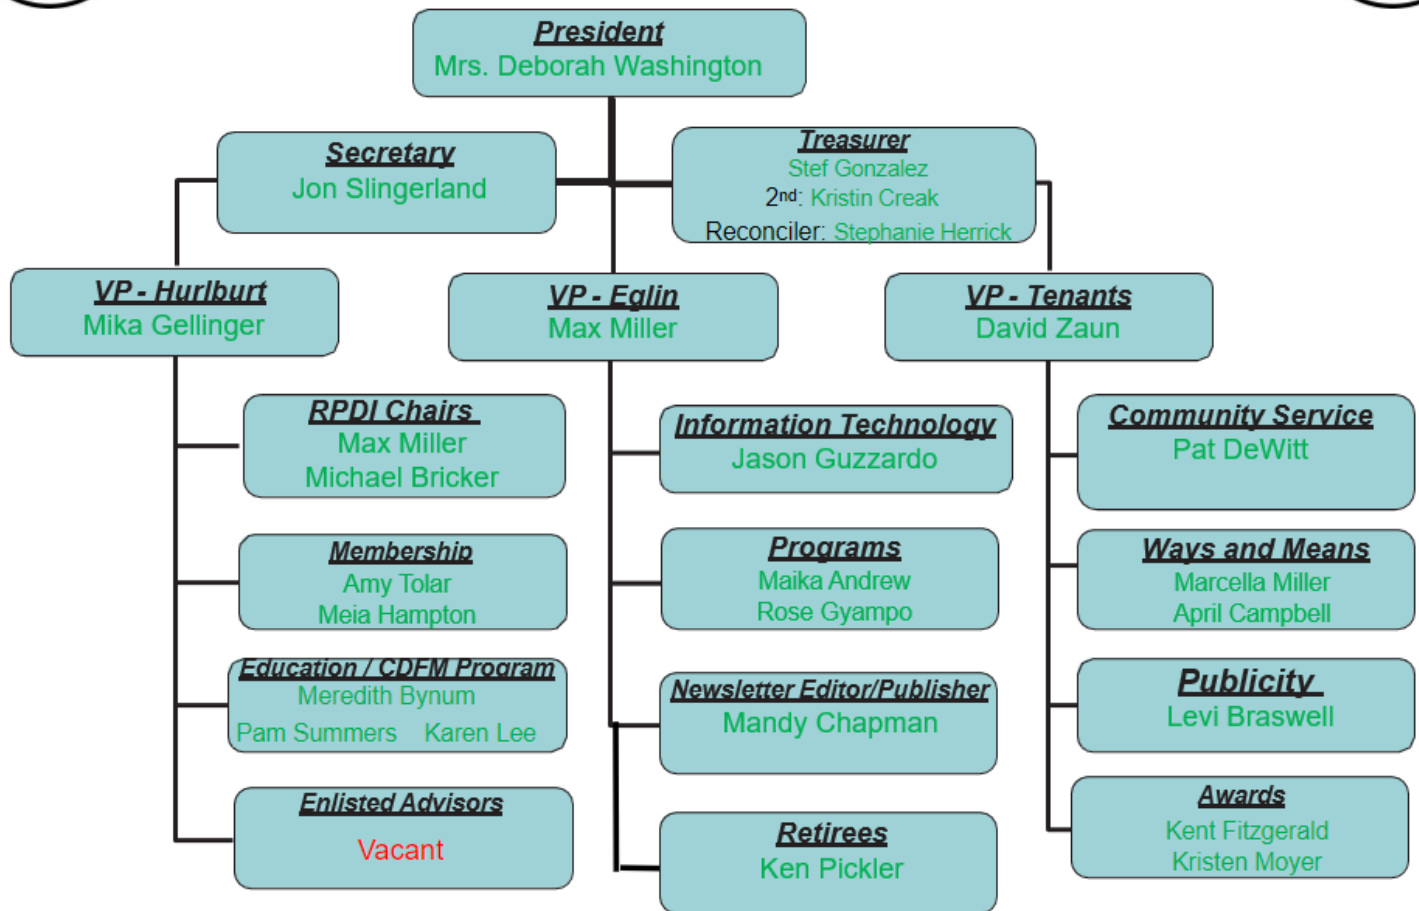 President
Mrs. Deborah Washington
Secretary
Jon Slingerland
Treasurer
Stef Gonzalez
2nd: Kristin Creak
Reconciler: Stephanie Herrick
VP - Hurlburt
Mika Gellinger
VP - Eglin
Max Miller
VP - Tenants
David Zaun
RPDI Chairs
Max Miller
Michael Bricker
Membership
Amy Tolar
Meia Hampton
Education / CDFM Program
Meredith Bynum
Pam Summers Karen Lee
Enlisted Advisors
Vacant
Information Technology
Jason Guzzardo
Programs
Maika Andrew
Rose Gyampo
Newsletter Editor/Publisher
Mandy Chapman
Retirees
Ken Pickler
Community Service
Pat DeWitt
Ways and Means
Marcella Miller
April Campbell
Publicity
Levi Braswell
Awards
Kent Fitzgerald
Kristen Moyer